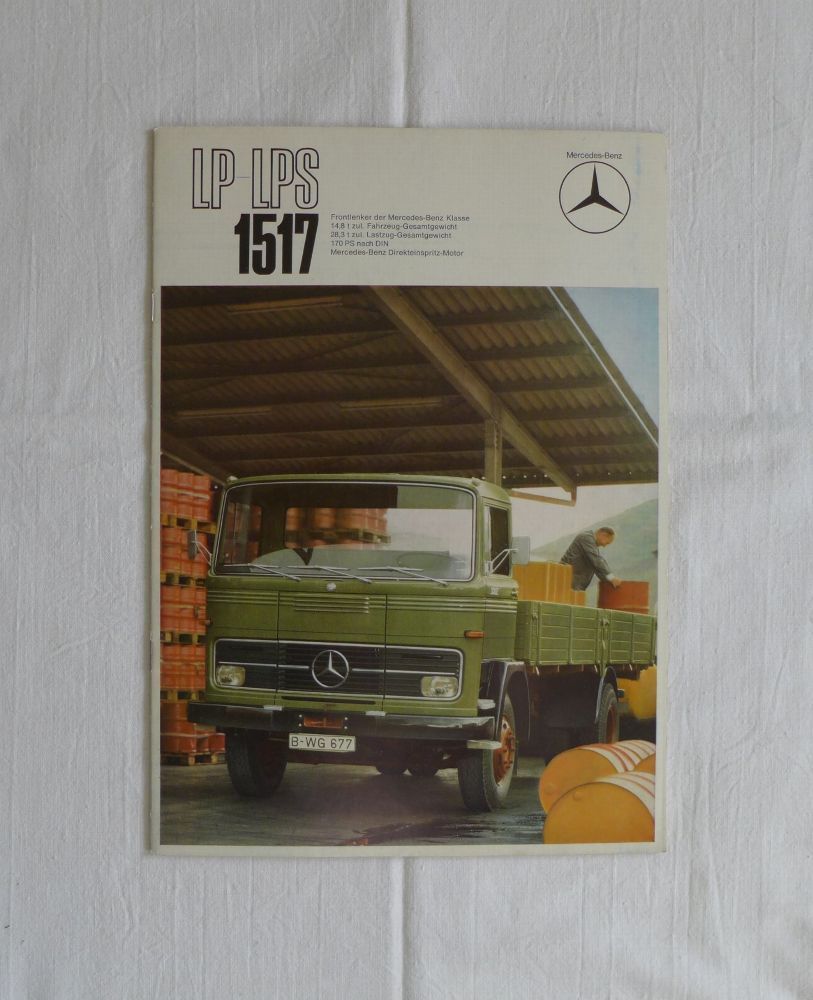 LP-LPS
1517
Frontlenker der Mercedes-Benz Klasse
14,8 t zul. Fahrzeug-Gesamtgewicht
28,3 t zul. Lastzug-Gesamtgewicht
170 PS nach DIN
Mercedes-Benz Direkteinspritz-Motor
Mercedes-Benz
B-WG 677